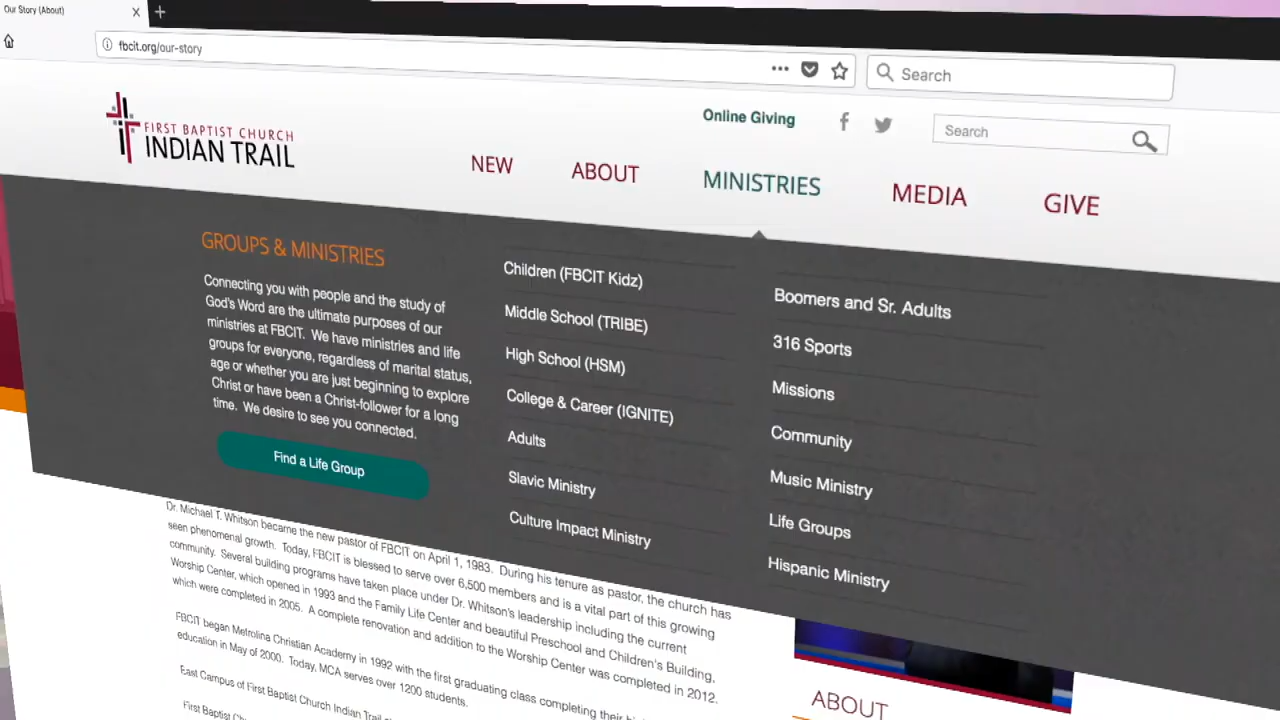 Our Story (About)
fbcit.org/our-story
Search
FIRST BAPTIST CHURCH
INDIAN TRAIL
Online Giving
Search
NEW
ABOUT
MINISTRIES
MEDIA
GIVE
GROUPS & MINISTRIES
Connecting you with people and the study of
God's Word are the ultimate purposes of our
ministries at FBCIT. We have ministries and life
groups for everyone, regardless of marital status,
age or whether you are just beginning to explore
Christ or have been a Christ-follower for a long
time. We desire to see you connected.
Find a Life Group
Children (FBCIT Kidz)
Middle School (TRIBE)
High School (HSM)
College & Career (IGNITE)
Adults
Slavic Ministry
Culture Impact Ministry
Boomers and Sr. Adults
316 Sports
Missions
Community
Music Ministry
Life Groups
Hispanic Ministry
Dr. Michael T. Whitson became the new pastor of FBCIT on April 1, 1983. During his tenure as pastor, the church has
seen phenomenal growth. Today, FBCIT is blessed to serve over 6,500 members and is a vital part of this growing
community. Several building programs have taken place under Dr. Whitson's leadership including the current
Worship Center, which opened in 1993 and the Family Life Center and beautiful Preschool and Children's Building,
which were completed in 2005. A complete renovation and addition to the Worship Center was completed in 2012.
FBCIT began Metrolina Christian Academy in 1992 with the first graduating class completing their
education in May of 2000. Today, MCA serves over 1200 students.
East Campus of First Baptist Church Indian Trail
First Baptist
ABOUT